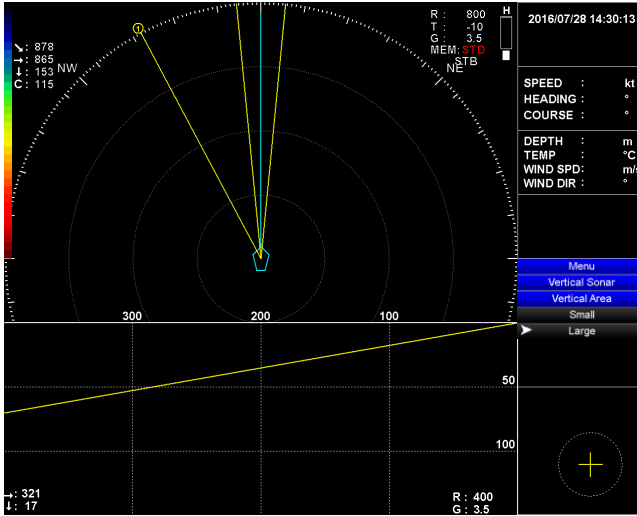 ↘: 878
→: 865
↓: 153
C: 115
NW
1
R : 800
T : -10
G : 3.5
MEM: STD
STB
NE
H
2016/07/28 14:30:13
SPEED : kt
HEADING : °
COURSE : °
DEPTH : m
TEMP : °C
WIND SPD: m/s
WIND DIR : °
Menu
Vertical Sonar
Vertical Area
Small
Large
300 200 100
50
100
→: 321
↓: 17
R : 400
G : 3.5